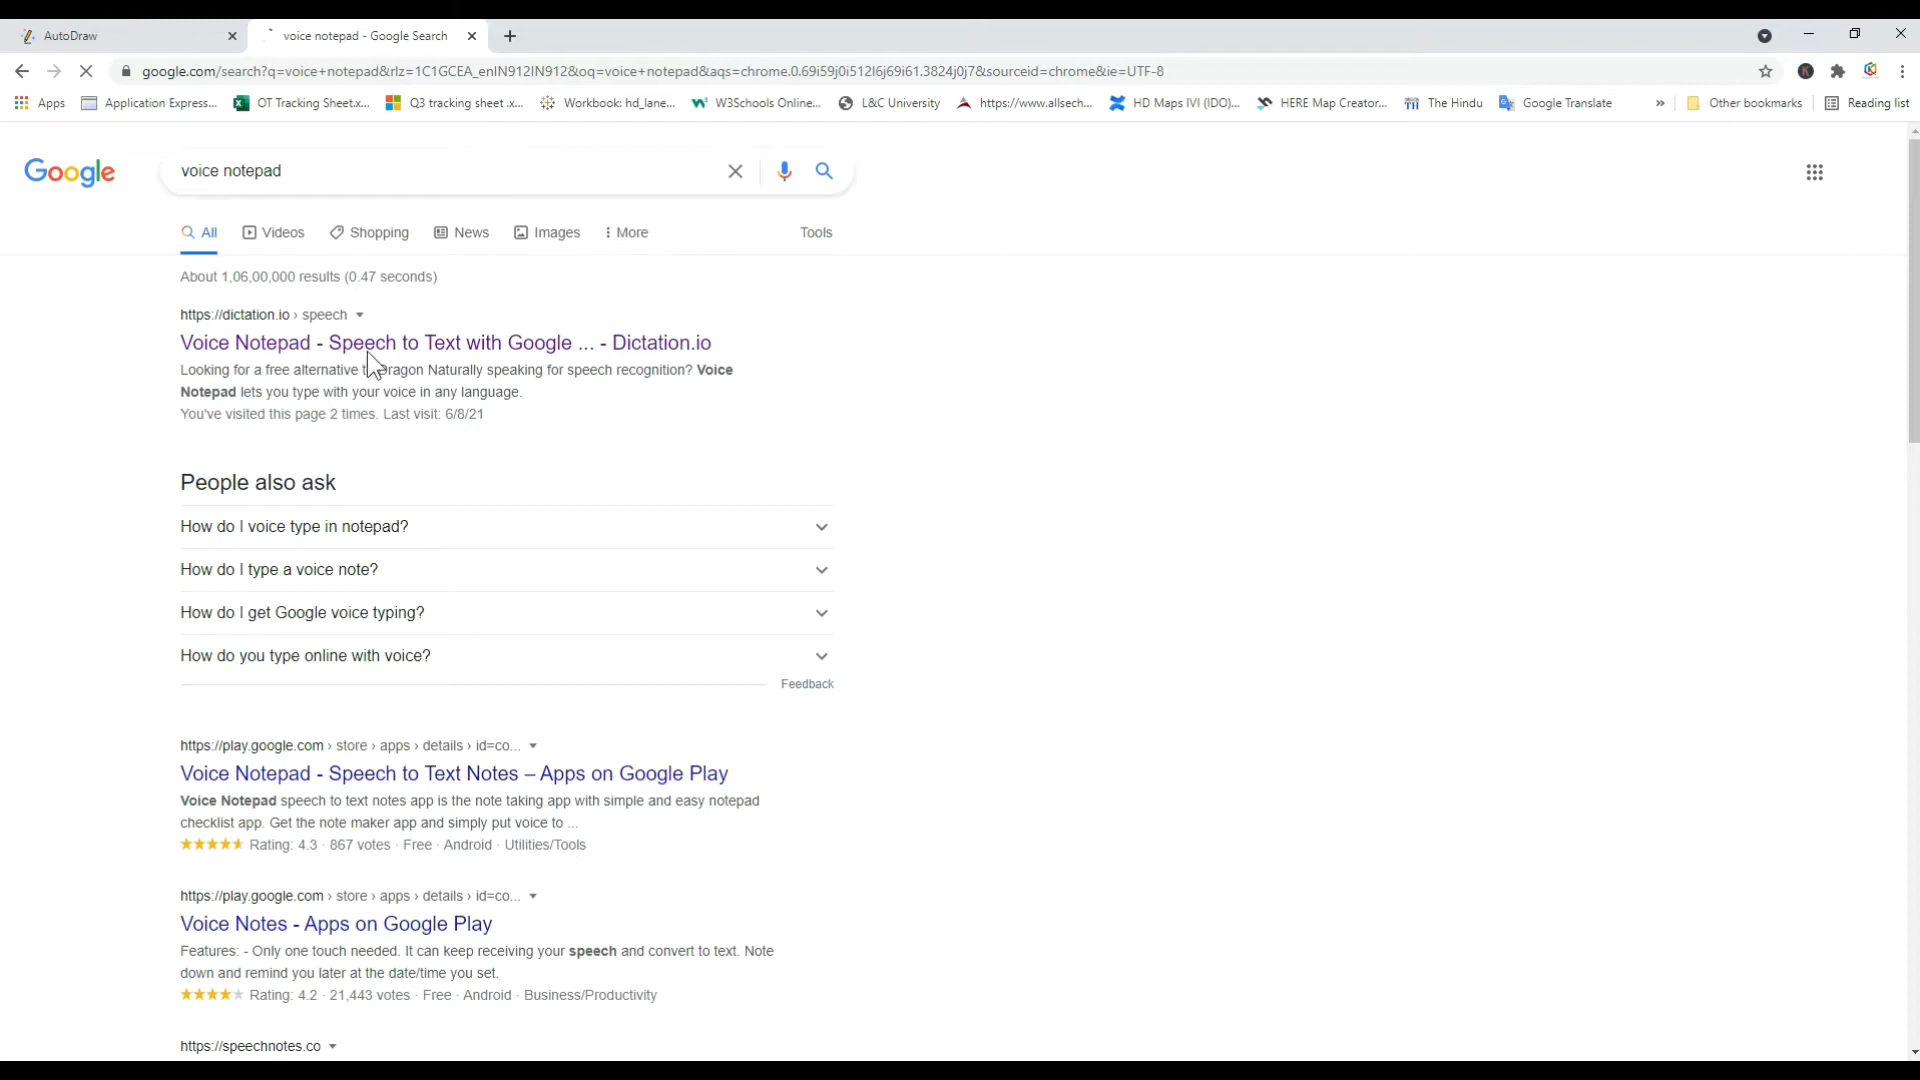 AutoDraw
voice notepad - Google Search
google.com/search?q=voice+notepad&rlz=1C1GCEA_enIN912IN912&oq=voice+notepad&aqs=chrome.0.69i59j0i512l6j69i61.3824j0j7&sourceid=chrome&ie=UTF-8
K
Apps Application Express... OT Tracking Sheet.x... Q3 tracking sheet .x... Workbook: hd_lane... W3Schools Online... L&C University https://www.allsech... HD Maps IVI (IDO)... HERE Map Creator... The Hindu Google Translate » Other bookmarks Reading list
Google
voice notepad
All Videos Shopping News Images More Tools
About 1,06,00,000 results (0.47 seconds)
https://dictation.io › speech
Voice Notepad - Speech to Text with Google ... - Dictation.io
Looking for a free alternative t Dragon Naturally speaking for speech recognition? Voice
Notepad lets you type with your voice in any language.
You've visited this page 2 times. Last visit: 6/8/21
People also ask
How do I voice type in notepad?
How do I type a voice note?
How do I get Google voice typing?
How do you type online with voice?
Feedback
https://play.google.com › store › apps › details › id=co...
Voice Notepad - Speech to Text Notes – Apps on Google Play
Voice Notepad speech to text notes app is the note taking app with simple and easy notepad
checklist app. Get the note maker app and simply put voice to ...
Rating: 4.3 · 867 votes · Free · Android · Utilities/Tools
https://play.google.com › store › apps › details › id=co...
Voice Notes - Apps on Google Play
Features: - Only one touch needed. It can keep receiving your speech and convert to text. Note
down and remind you later at the date/time you set.
Rating: 4.2 · 21,443 votes · Free · Android · Business/Productivity
https://speechnotes.co